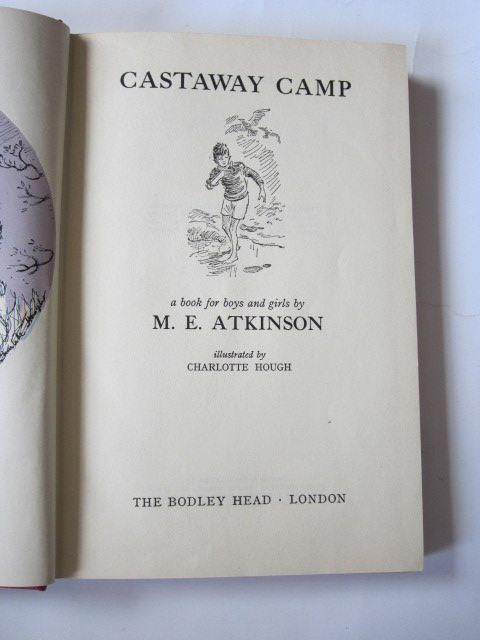 CASTAWAY CAMP
a book for boys and girls by
M. E. ATKINSON
illustrated by
CHARLOTTE HOUGH
THE BODLEY HEAD · LONDON